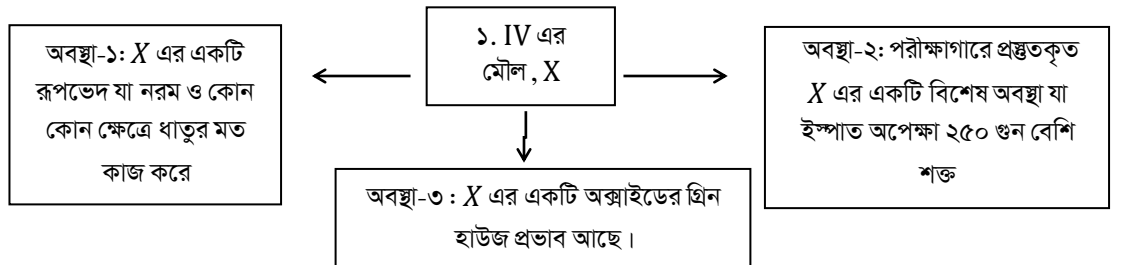 ১. IV এর
মৌল , X
অবস্থা-১: X এর একটি
রূপভেদ যা নরম ও কোন
কোন ক্ষেত্রে ধাতুর মত
কাজ করে
অবস্থা-২: পরীক্ষাগারে প্রস্তুতকৃত
X এর একটি বিশেষ অবস্থা যা
ইস্পাত অপেক্ষা ২৫০ গুন বেশি
শক্ত
অবস্থা-৩ : X এর একটি অক্সাইডের গ্রিন
হাউজ প্রভাব আছে।